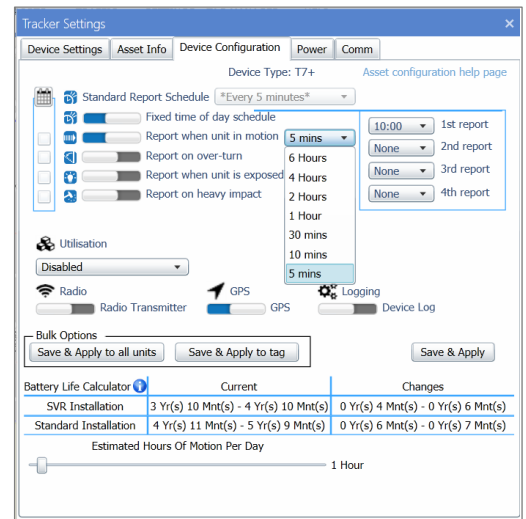 Tracker Settings
Device Settings Asset Info Device Configuration Power Comm
Device Type: T7+ Asset configuration help page
Standard Report Schedule *Every 5 minutes*
Fixed time of day schedule
Report when unit in motion 5 mins
Report on over-turn
Report when unit is exposed
Report on heavy impact
6 Hours
4 Hours
2 Hours
1 Hour
30 mins
10 mins
5 mins
10:00 1st report
None 2nd report
None 3rd report
None 4th report
Utilisation
Disabled
Radio GPS Logging
Radio Transmitter GPS Device Log
Bulk Options
Save & Apply to all units Save & Apply to tag Save & Apply
Battery Life Calculator Current Changes
SVR Installation 3 Yr(s) 10 Mnt(s) - 4 Yr(s) 10 Mnt(s) 0 Yr(s) 4 Mnt(s) - 0 Yr(s) 6 Mnt(s)
Standard Installation 4 Yr(s) 11 Mnt(s) - 5 Yr(s) 9 Mnt(s) 0 Yr(s) 6 Mnt(s) - 0 Yr(s) 7 Mnt(s)
Estimated Hours Of Motion Per Day
1 Hour